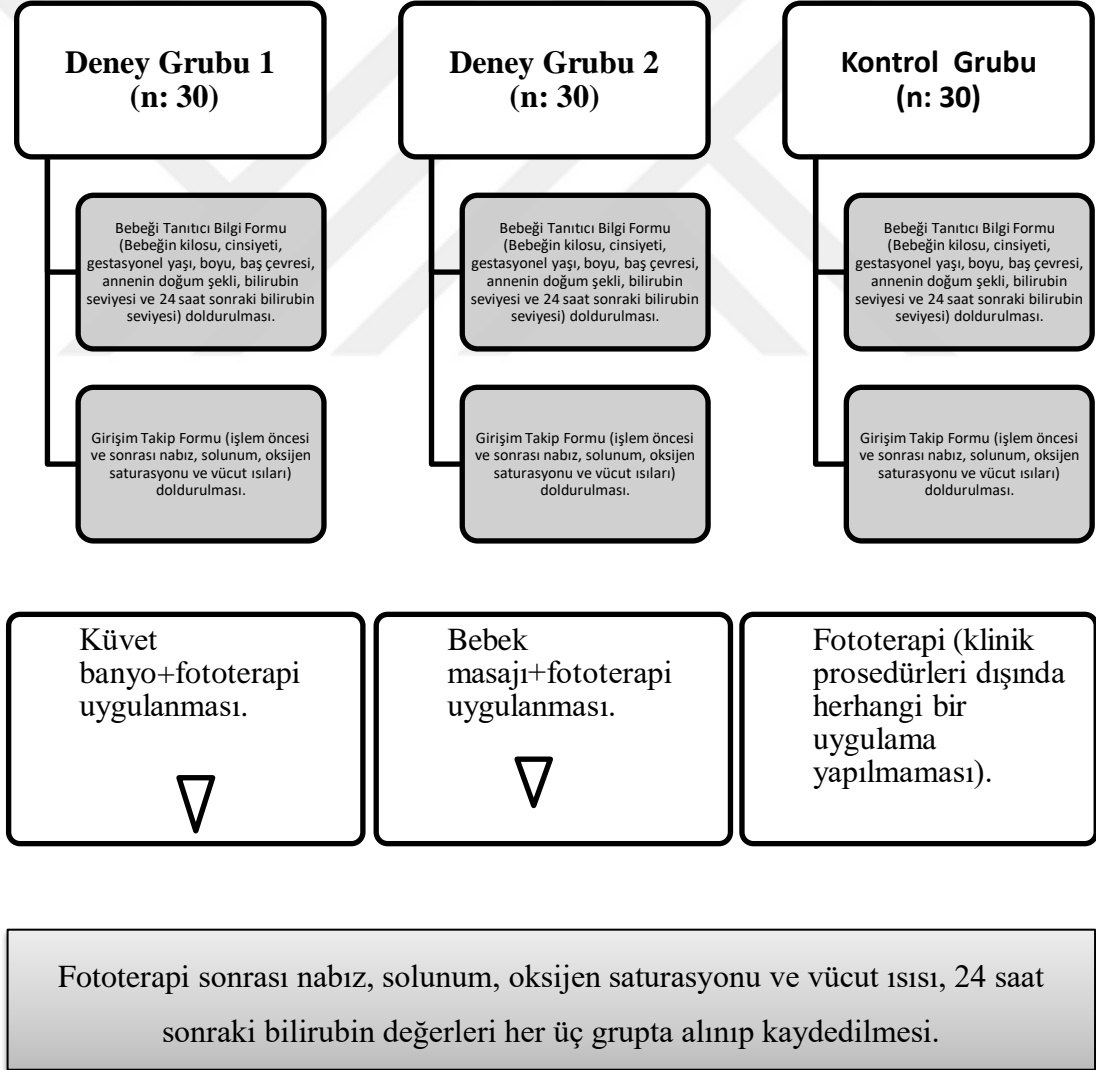 Deney Grubu 1
(n: 30)
Deney Grubu 2
(n: 30)
Kontrol Grubu
(n: 30)
Bebeği Tanıtıcı Bilgi Formu
(Bebeğin kilosu, cinsiyeti,
gestasyonel yaşı, boyu, baş çevresi,
annenin doğum şekli, bilirubin
seviyesi ve 24 saat sonraki bilirubin
seviyesi) doldurulması.
Bebeği Tanıtıcı Bilgi Formu
(Bebeğin kilosu, cinsiyeti,
gestasyonel yaşı, boyu, baş çevresi,
annenin doğum şekli, bilirubin
seviyesi ve 24 saat sonraki bilirubin
seviyesi) doldurulması.
Bebeği Tanıtıcı Bilgi Formu
(Bebeğin kilosu, cinsiyeti,
gestasyonel yaşı, boyu, baş çevresi,
annenin doğum şekli, bilirubin
seviyesi ve 24 saat sonraki bilirubin
seviyesi) doldurulması.
Girişim Takip Formu (işlem öncesi
ve sonrası nabız, solunum, oksijen
saturasyonu ve vücut ısıları)
doldurulması.
Girişim Takip Formu (işlem öncesi
ve sonrası nabız, solunum, oksijen
saturasyonu ve vücut ısıları)
doldurulması.
Girişim Takip Formu (işlem öncesi
ve sonrası nabız, solunum, oksijen
saturasyonu ve vücut ısıları)
doldurulması.
Küvet
banyo+fototerapi
uygulanması.
Bebek
masajı+fototerapi
uygulanması.
Fototerapi (klinik
prosedürleri dışında
herhangi bir
uygulama
yapılmaması).
Fototerapi sonrası nabız, solunum, oksijen saturasyonu ve vücut ısısı, 24 saat
sonraki bilirubin değerleri her üç grupta alınıp kaydedilmesi.